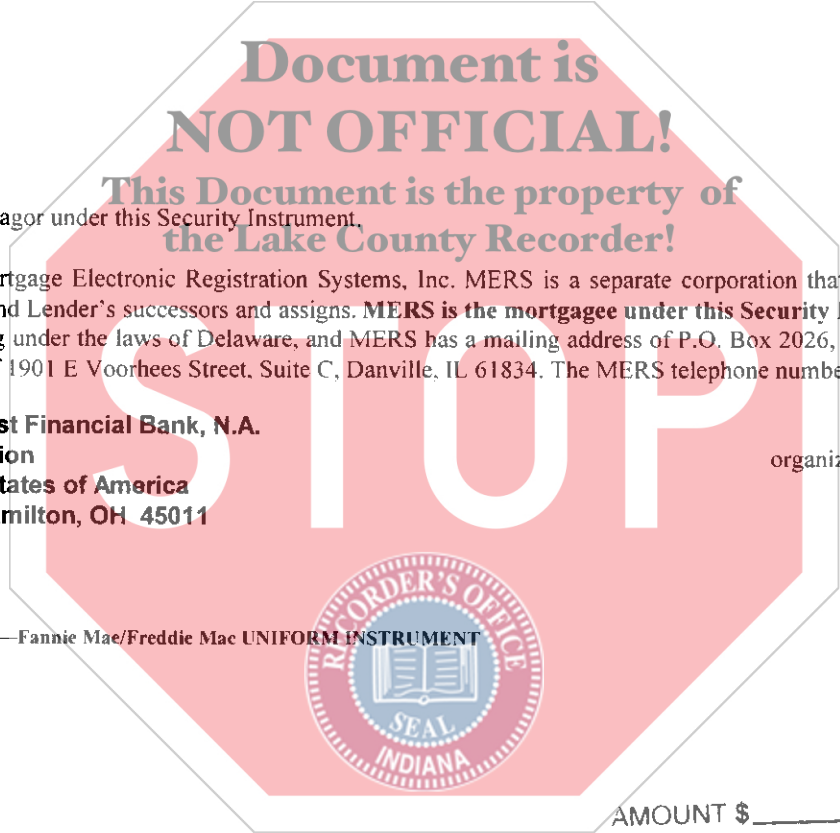 Document is
NOT OFFICIAL!
This Document is the property of
the Lake County Recorder!
agor under this Security Instrument.
rtgage Electronic Registration Systems, Inc. MERS is a separate corporation tha
nd Lender's successors and assigns. MERS is the mortgagee under this Security
g under the laws of Delaware, and MERS has a mailing address of P.O. Box 2026,
1901 E Voorhees Street, Suite C, Danville, IL 61834. The MERS telephone numbe
STOP
st Financial Bank, N.A.
ion
organiz
tates of America
milton, OH 45011
—Fannie Mae/Freddie Mac UNIFORM INSTRUMENT
RECORDER'S OFFICE
SEAL
INDIANA
AMOUNT $